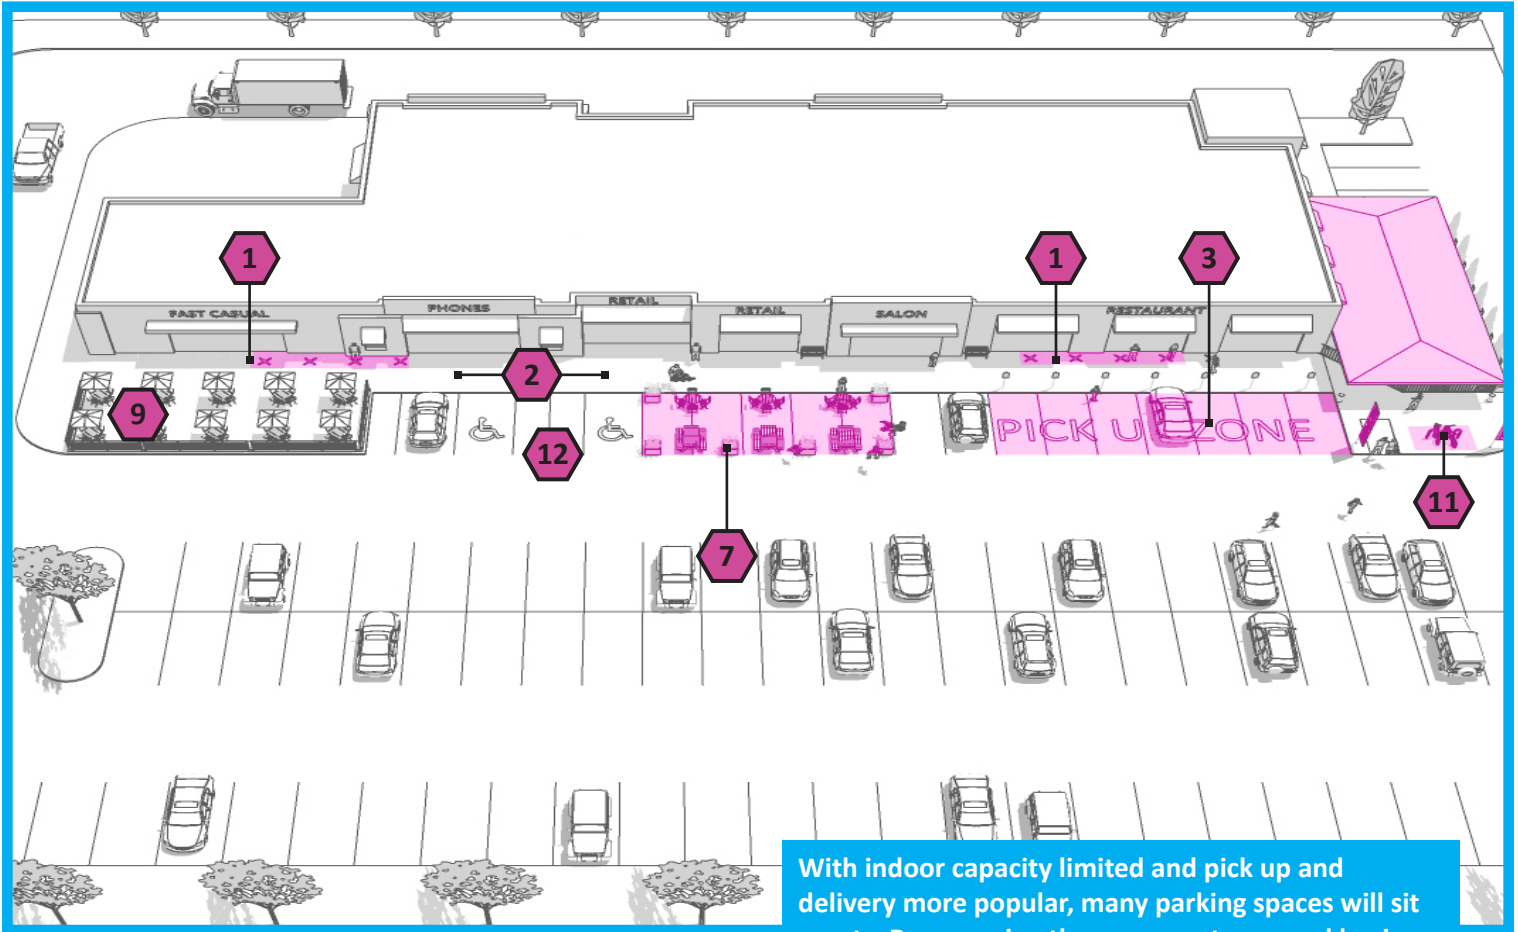 1
1
3
FAST CASUAL
PHONES
RETAIL
RETAIL
SALON
RESTAURANT
2
9
12
PICK U ZONE
11
7
With indoor capacity limited and pick up and
delivery more popular, many parking spaces will sit